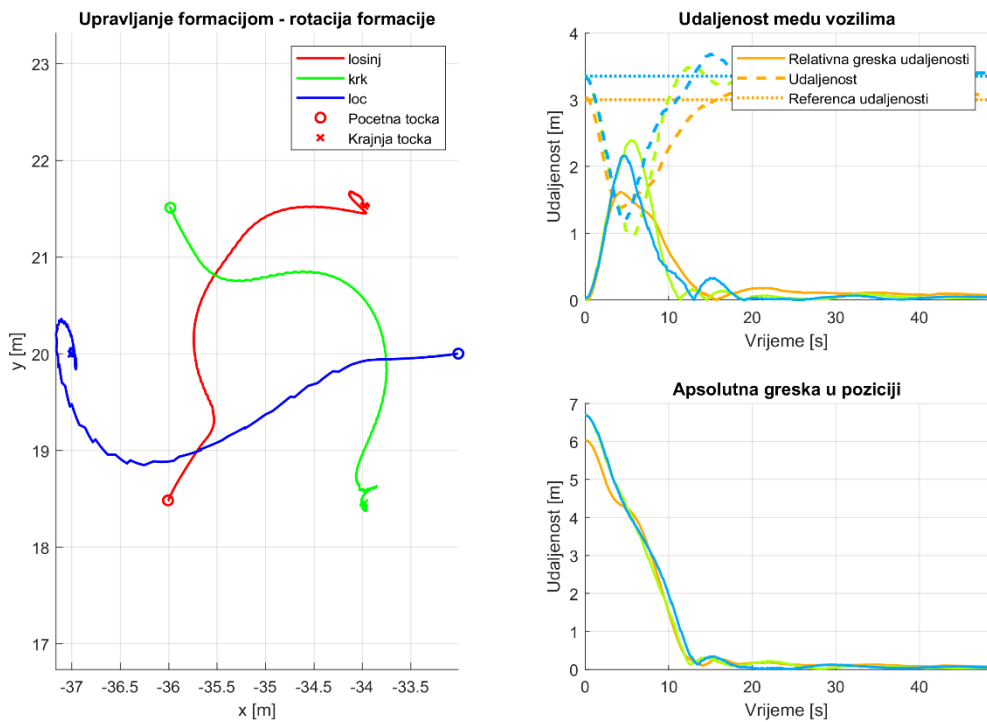 Upravljanje formacijom - rotacija formacije
losinj
krk
loc
Pocetna tocka
Krajnja tocka
y [m]
23
22
21
20
19
18
17
-37
-36.5
-36
-35.5
-35
-34.5
-34
-33.5
x [m]
Udaljenost medu vozilima
Relativna greska udaljenosti
Udaljenost
Referenca udaljenosti
Udaljenost [m]
4
3
2
1
0
0
10
20
30
40
Vrijeme [s]
Apsolutna greska u poziciji
Udaljenost [m]
7
6
5
4
3
2
1
0
0
10
20
30
40
Vrijeme [s]